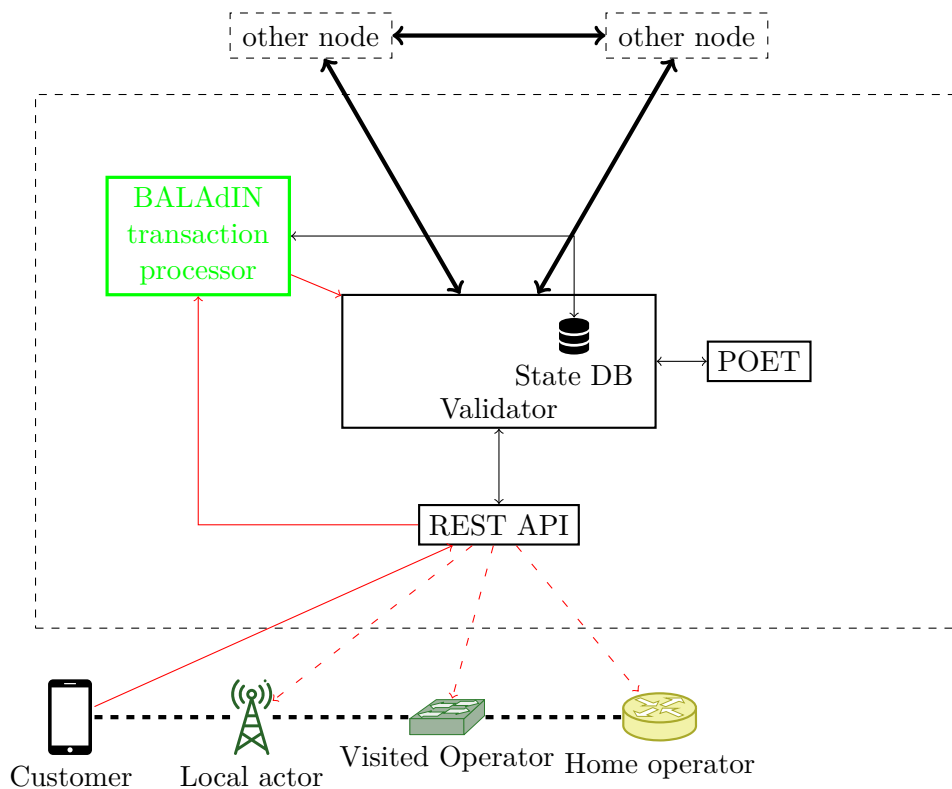 other node
other node
BALAdIN
transaction
processor
State DB
POET
Validator
REST API
Customer
Local actor
Visited Operator
Home operator